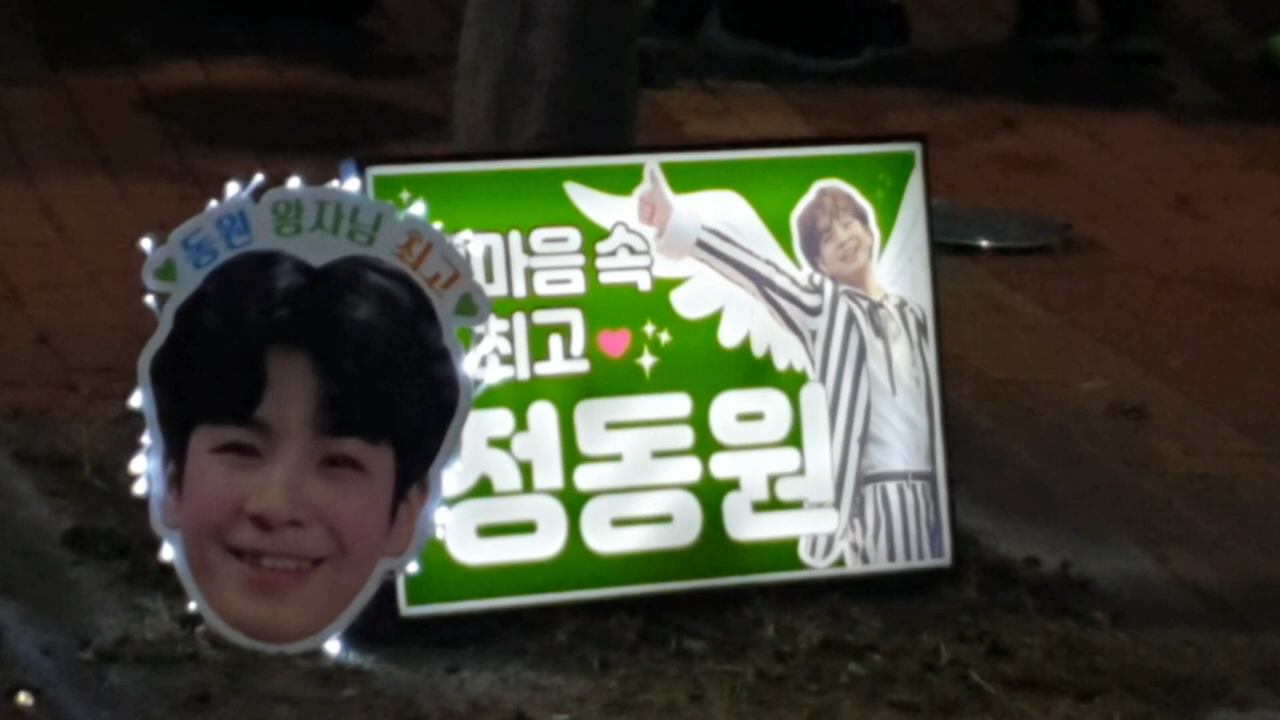 동원 왕자님 최고
마음 속
최고
정동원